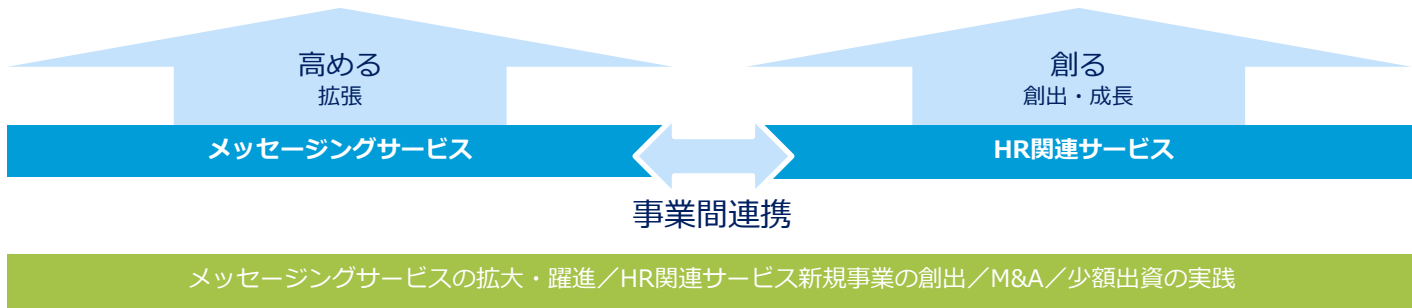 高める
拡張
創る
創出・成長
メッセージングサービス
HR関連サービス
事業間連携
メッセージングサービスの拡大・躍進／HR関連サービス新規事業の創出／M&A／少額出資の実践